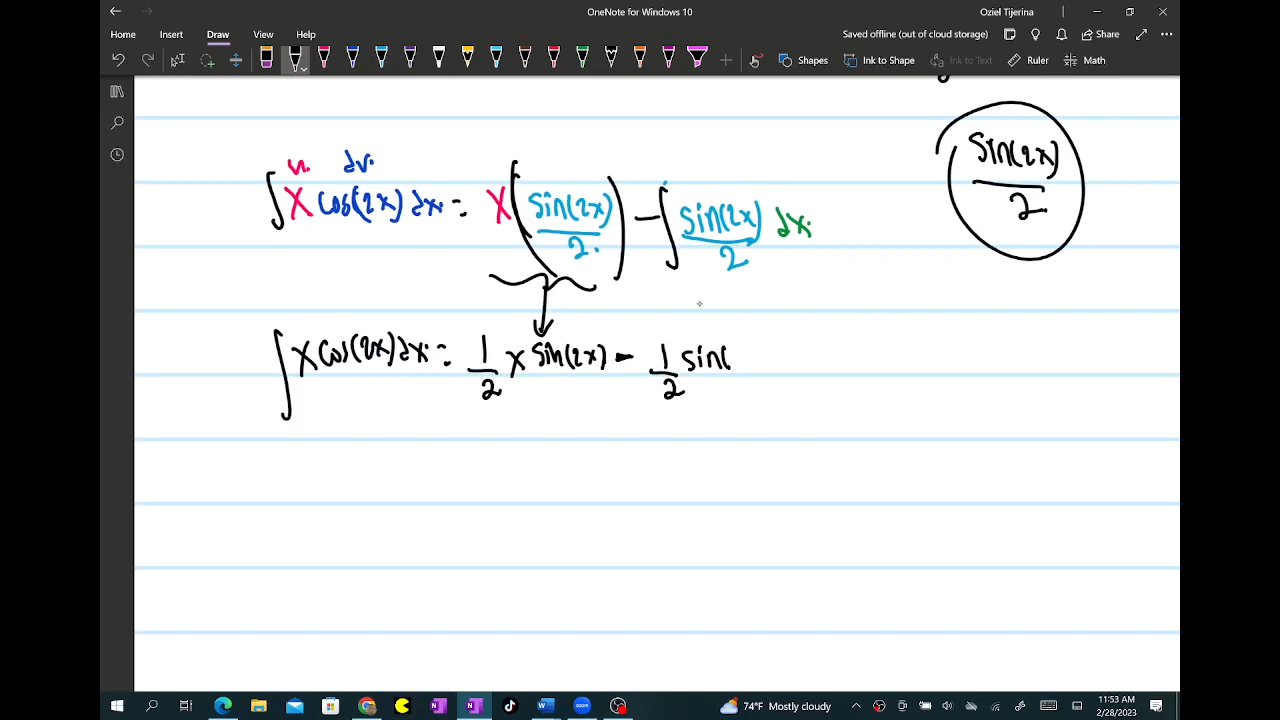 OneNote for Windows 10
Oziel Tijerina
Home Insert Draw View Help
Saved offline (out of cloud storage)
Share
Shapes
Ink to Shape
Ink to Text
Ruler
Math
u. dv.
∫ x cos(2x) dx = x (sin(2x)/2) - ∫ sin(2x)/2 dx
sin(2x)/2
∫ x cos(2x) dx = 1/2 x sin(2x) - 1/2 sin(
74°F Mostly cloudy
11:53 AM
2/28/2023